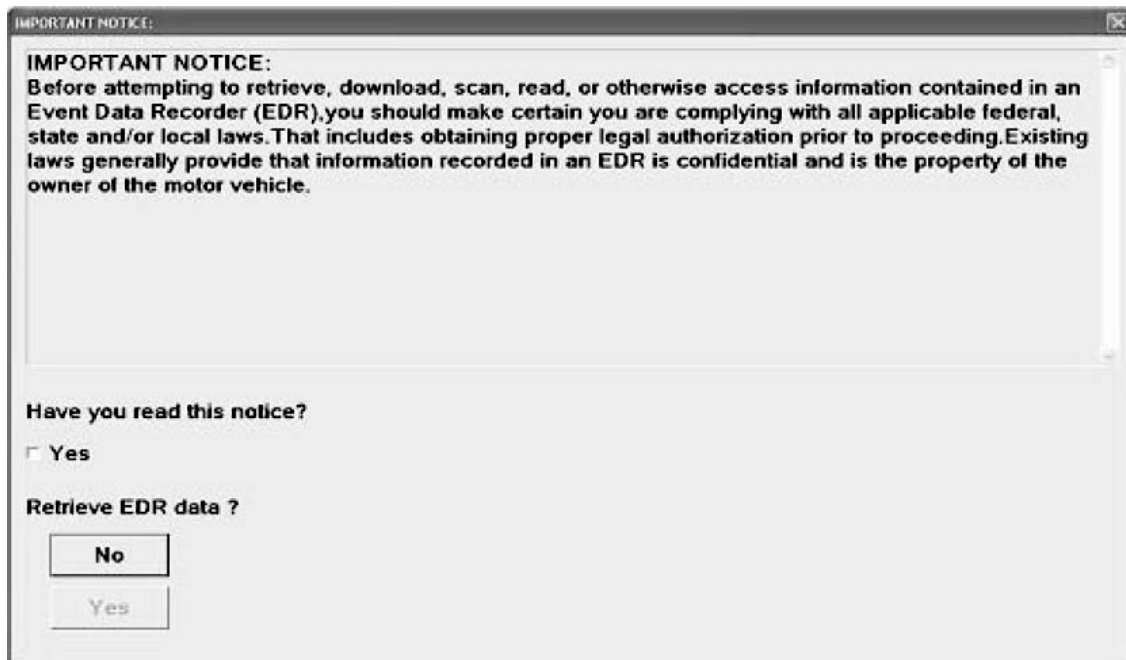 IMPORTANT NOTICE:
IMPORTANT NOTICE:
Before attempting to retrieve, download, scan, read, or otherwise access information contained in an
Event Data Recorder (EDR),you should make certain you are complying with all applicable federal,
state and/or local laws.That includes obtaining proper legal authorization prior to proceeding.Existing
laws generally provide that information recorded in an EDR is confidential and is the property of the
owner of the motor vehicle.
Have you read this notice?
Yes
Retrieve EDR data ?
No
Yes